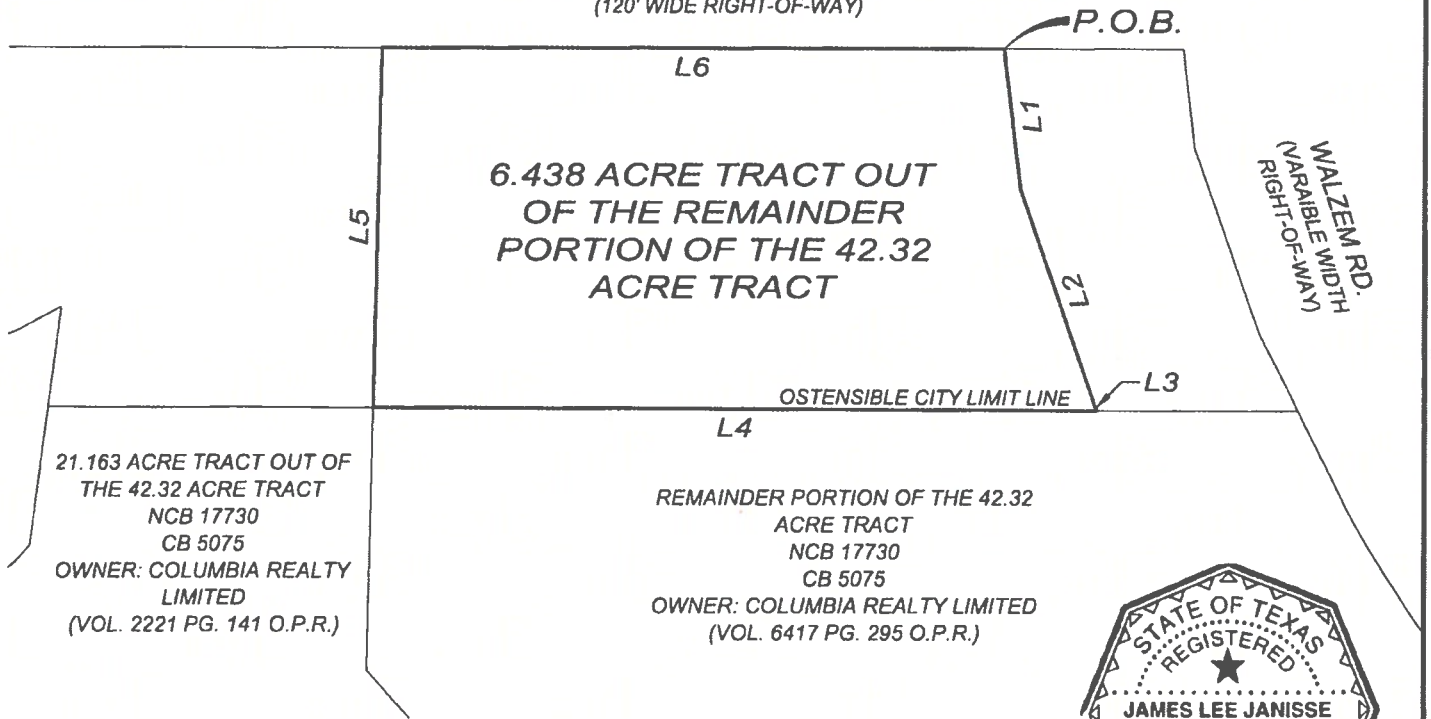 (120' WIDE RIGHT-OF-WAY)
P.O.B.
L6
L1
6.438 ACRE TRACT OUT
OF THE REMAINDER
PORTION OF THE 42.32
ACRE TRACT
L5
L2
WALZEM RD.
(VARAIBLE WIDTH
RIGHT-OF-WAY)
OSTENSIBLE CITY LIMIT LINE
L3
L4
21.163 ACRE TRACT OUT OF
THE 42.32 ACRE TRACT
NCB 17730
CB 5075
OWNER: COLUMBIA REALTY
LIMITED
(VOL. 2221 PG. 141 O.P.R.)
REMAINDER PORTION OF THE 42.32
ACRE TRACT
NCB 17730
CB 5075
OWNER: COLUMBIA REALTY LIMITED
(VOL. 6417 PG. 295 O.P.R.)
STATE OF TEXAS
REGISTERED
JAMES LEE JANISSE